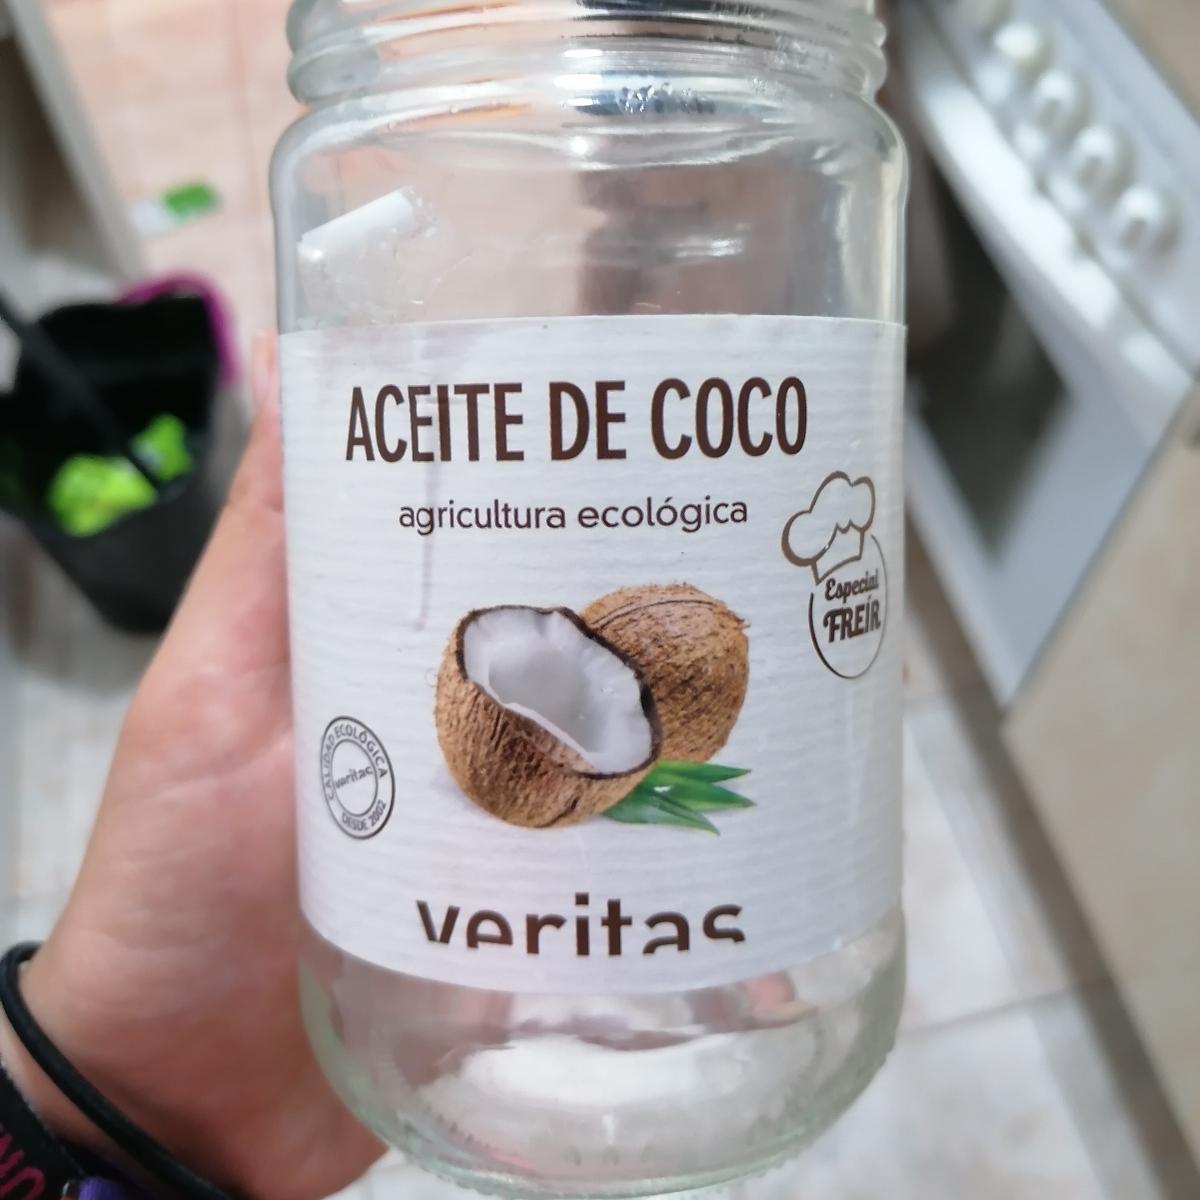 ACEITE DE COCO
agricultura ecológica
Especial
FREÍR
CALIDAD ECOLÓGICA
veritas
DESDE 2002
veritas